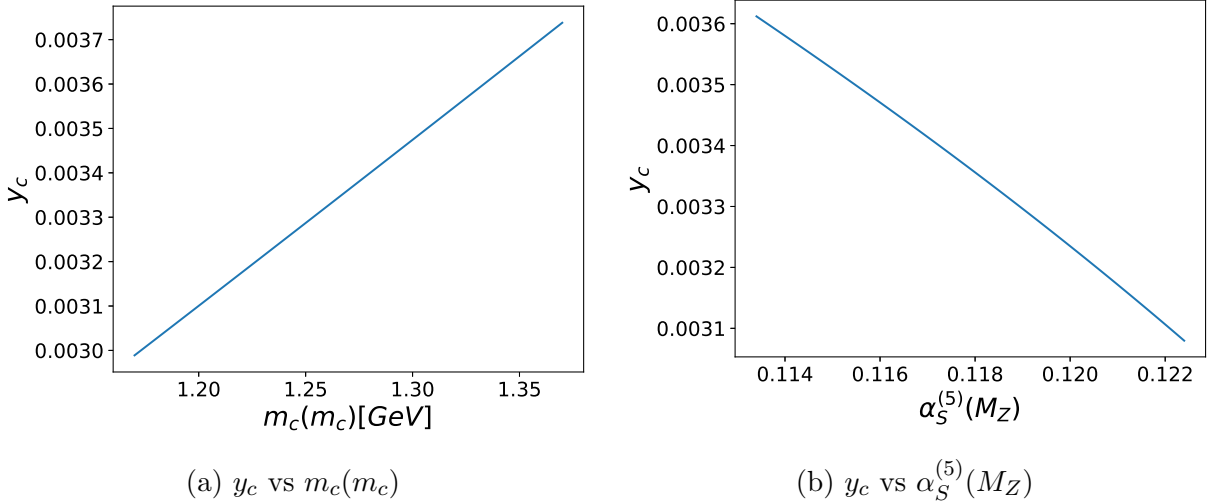 0.0037
0.0036
0.0035
0.0034
0.0033
0.0032
0.0031
0.0030
y_c
1.20 1.25 1.30 1.35
m_c(m_c)[GeV]
(a) y_c vs m_c(m_c)
0.0036
0.0035
0.0034
0.0033
0.0032
0.0031
y_c
0.114 0.116 0.118 0.120 0.122
α_S^{(5)}(M_Z)
(b) y_c vs α_S^{(5)}(M_Z)